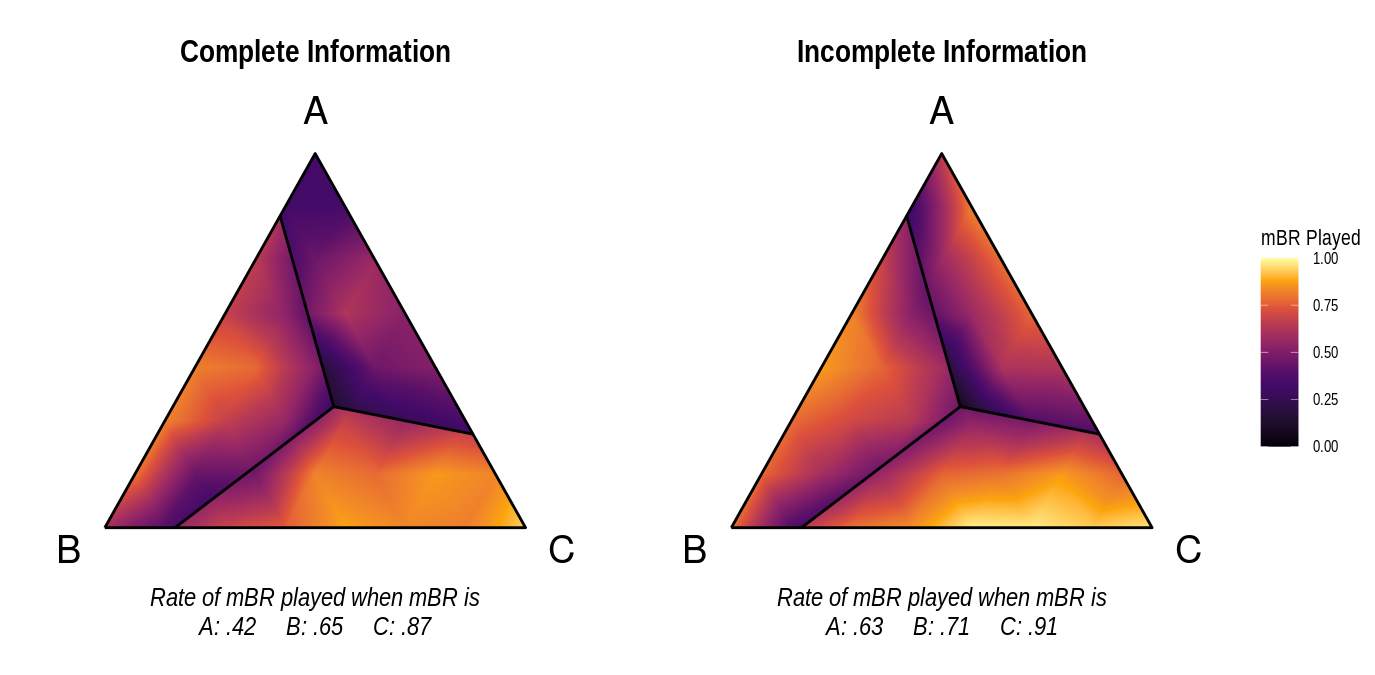 Complete Information
Incomplete Information
A
A
mBR Played
1.00
0.75
0.50
0.25
0.00
B
C
B
C
Rate of mBR played when mBR is
A: .42 B: .65 C: .87
Rate of mBR played when mBR is
A: .63 B: .71 C: .91